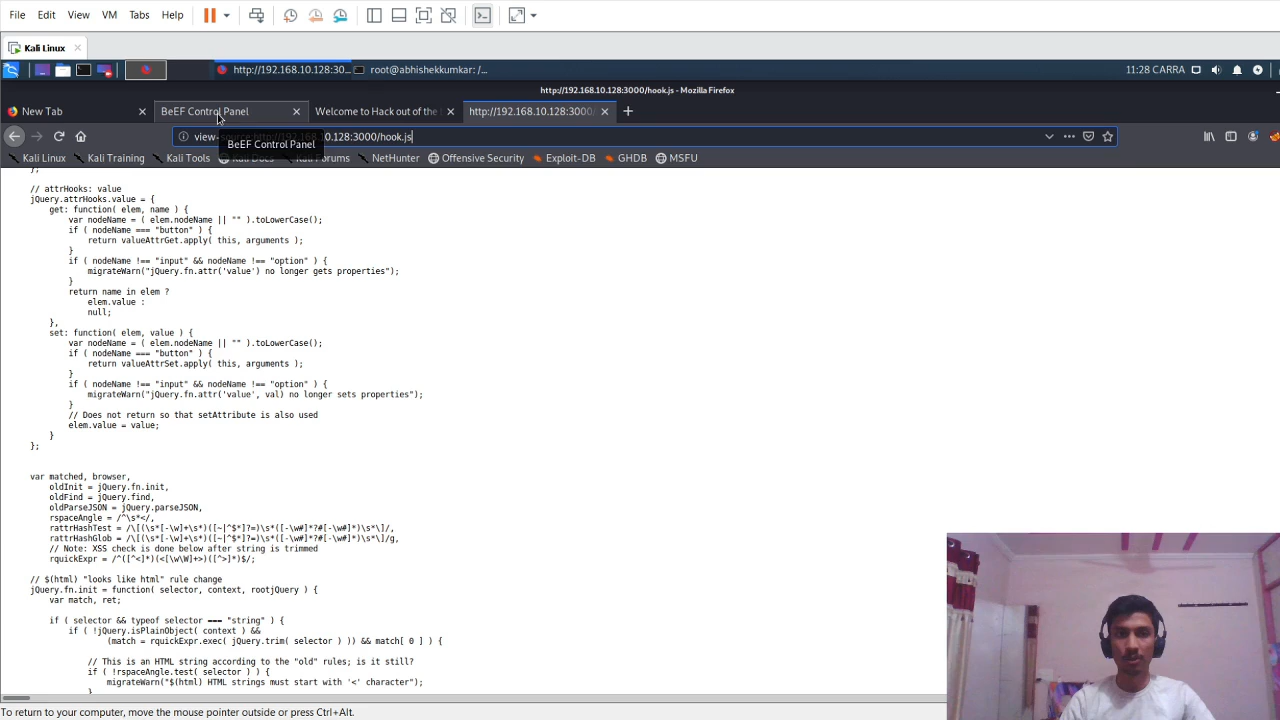 File Edit View VM Tabs Help
Kali Linux
http://192.168.10.128:30... root@abhishekkumkar: /... 11:28 CARRA
http://192.168.10.128:3000/hook.js - Mozilla Firefox
New Tab BeEF Control Panel Welcome to Hack out of the http://192.168.10.128:3000/
view-source:http://192.168.10.128:3000/hook.js
BeEF Control Panel
Kali Linux Kali Training Kali Tools Kali Docs Kali Forums NetHunter Offensive Security Exploit-DB GHDB MSFU
};
// attrHooks: value
jQuery.attrHooks.value = {
get: function( elem, name ) {
var nodeName = ( elem.nodeName || "" ).toLowerCase();
if ( nodeName === "button" ) {
return valueAttrGet.apply( this, arguments );
}
if ( nodeName !== "input" && nodeName !== "option" ) {
migrateWarn("jQuery.fn.attr('value') no longer gets properties");
}
return name in elem ?
elem.value :
null;
},
set: function( elem, value ) {
var nodeName = ( elem.nodeName || "" ).toLowerCase();
if ( nodeName === "button" ) {
return valueAttrSet.apply( this, arguments );
}
if ( nodeName !== "input" && nodeName !== "option" ) {
migrateWarn("jQuery.fn.attr('value', val) no longer sets properties");
}
// Does not return so that setAttribute is also used
elem.value = value;
}
};
var matched, browser,
oldInit = jQuery.fn.init,
oldFind = jQuery.find,
oldParseJSON = jQuery.parseJSON,
rspaceAngle = /^\s*</,
rattrHashTest = /\[(\s*[-\w]+\s*)([~|^$*]?=)\s*([-\w#]*?#[-\w#]*)\s*\]/,
rattrHashGlob = /\[(\s*[-\w]+\s*)([~|^$*]?=)\s*([-\w#]*?#[-\w#]*)\s*\]/g,
// Note: XSS check is done below after string is trimmed
rquickExpr = /^([^<]*)(<[\w\W]+>)([^>]*)$/;
// $(html) "looks like html" rule change
jQuery.fn.init = function( selector, context, rootjQuery ) {
var match, ret;
if ( selector && typeof selector === "string" ) {
if ( !jQuery.isPlainObject( context ) &&
(match = rquickExpr.exec( jQuery.trim( selector ) )) && match[ 0 ] ) {
// This is an HTML string according to the "old" rules; is it still?
if ( !rspaceAngle.test( selector ) ) {
migrateWarn("$(html) HTML strings must start with '<' character");
}
To return to your computer, move the mouse pointer outside or press Ctrl+Alt.